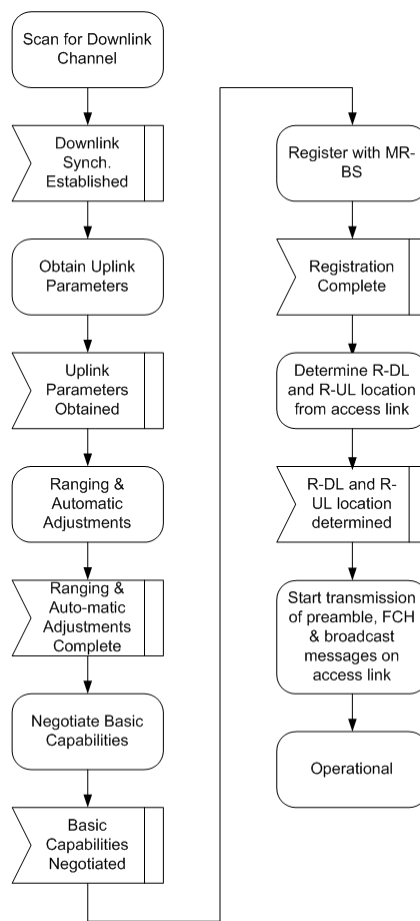 Scan for Downlink
Channel
Downlink
Synch.
Established
Obtain Uplink
Parameters
Uplink
Parameters
Obtained
Ranging &
Automatic
Adjustments
Ranging &
Auto-matic
Adjustments
Complete
Negotiate Basic
Capabilities
Basic
Capabilities
Negotiated
Register with MR-
BS
Registration
Complete
Determine R-DL
and R-UL location
from access link
R-DL and R-
UL location
determined
Start transmission
of preamble, FCH
& broadcast
messages on
access link
Operational